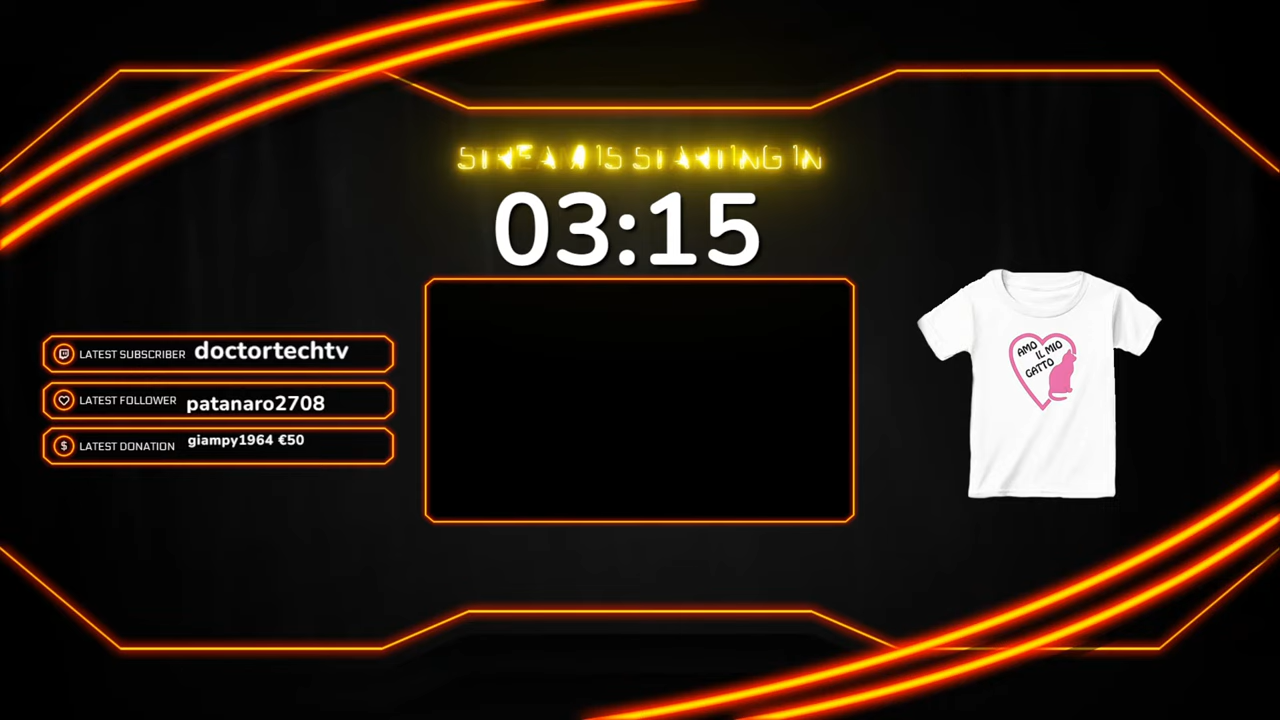 STREAM IS STARTING IN
03:15
LATEST SUBSCRIBER doctortechtv
LATEST FOLLOWER patanaro2708
$ LATEST DONATION giampy1964 €50
AMO
IL MIO
GATTO